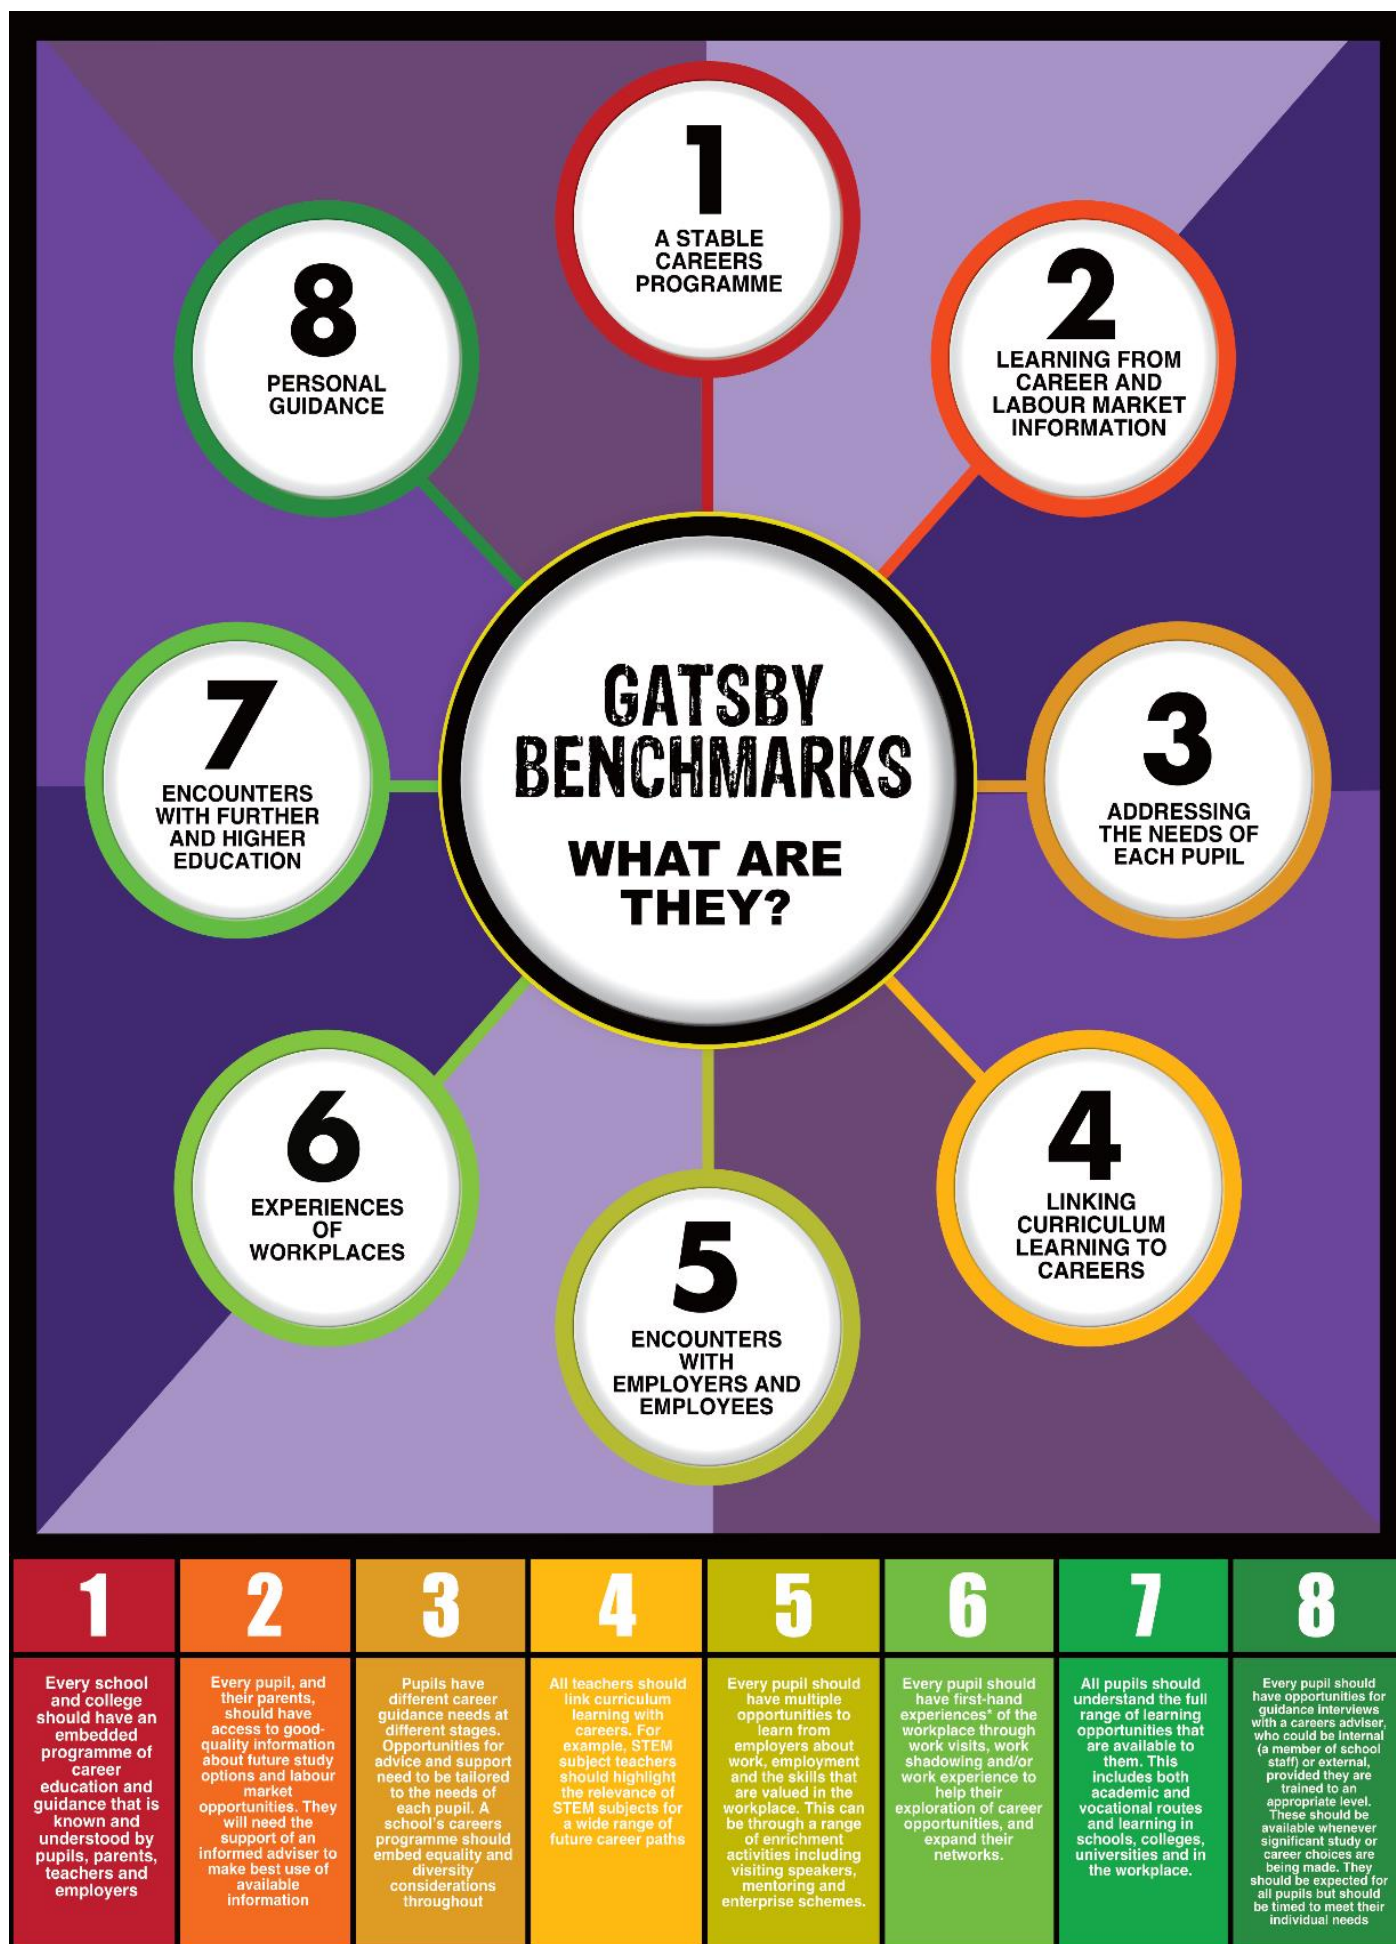 1
A STABLE
CAREERS
PROGRAMME
2
LEARNING FROM
CAREER AND
LABOUR MARKET
INFORMATION
3
ADDRESSING
THE NEEDS OF
EACH PUPIL
4
LINKING
CURRICULUM
LEARNING TO
CAREERS
5
ENCOUNTERS
WITH
EMPLOYERS AND
EMPLOYEES
6
EXPERIENCES
OF
WORKPLACES
7
ENCOUNTERS
WITH FURTHER
AND HIGHER
EDUCATION
8
PERSONAL
GUIDANCE
GATSBY
BENCHMARKS
WHAT ARE
THEY?
1
Every school
and college
should have an
embedded
programme of
career
education and
guidance that is
known and
understood by
pupils, parents,
teachers and
employers
2
Every pupil, and
their parents,
should have
access to good-
quality information
about future study
options and labour
market
opportunities. They
will need the
support of an
informed adviser to
make best use of
available
information
3
Pupils have
different career
guidance needs at
different stages.
Opportunities for
advice and support
need to be tailored
to the needs of
each pupil. A
school's careers
programme should
embed equality and
diversity
considerations
throughout
4
All teachers should
link curriculum
learning with
careers. For
example, STEM
subject teachers
should highlight
the relevance of
STEM subjects for
a wide range of
future career paths
5
Every pupil should
have multiple
opportunities to
learn from
employers about
work, employment
and the skills that
are valued in the
workplace. This can
be through a range
of enrichment
activities including
visiting speakers,
mentoring and
enterprise schemes.
6
Every pupil should
have first-hand
experiences* of the
workplace through
work visits, work
shadowing and/or
work experience to
help their
exploration of career
opportunities, and
expand their
networks.
7
All pupils should
understand the full
range of learning
opportunities that
are available to
them. This
includes both
academic and
vocational routes
and learning in
schools, colleges,
universities and in
the workplace.
8
Every pupil should
have opportunities for
guidance interviews
with a careers adviser,
who could be internal
(a member of school
staff) or external,
provided they are
trained to an
appropriate level.
These should be
available whenever
significant study or
career choices are
being made. They
should be expected for
all pupils but should
be timed to meet their
individual needs